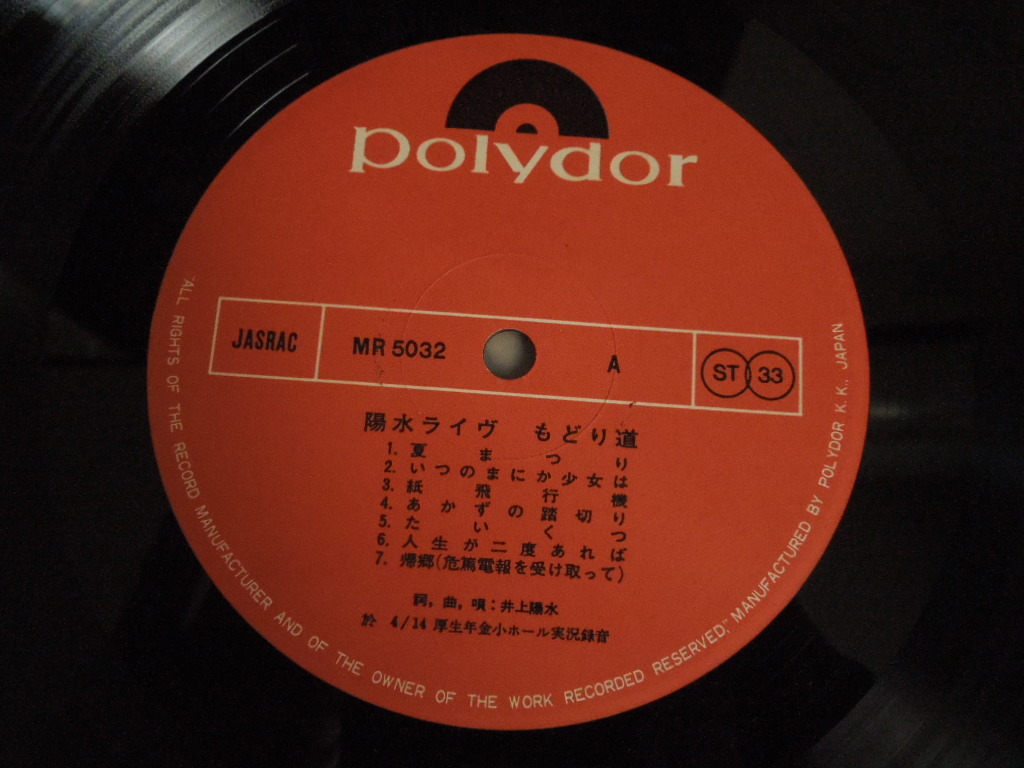 polydor
JASRAC MR 5032 A ST 33
陽水ライヴ もどり道
1. 夏まつり
2. いつのまにか少女は
3. 紙飛行機
4. あかずの踏切り
5. たいくつ
6. 人生が二度あれば
7. 帰郷(危篤電報を受け取って)
詞，曲，唄：井上陽水
於 4/14 厚生年金小ホール実況録音
"ALL RIGHTS OF THE RECORD MANUFACTURER AND OF THE OWNER OF THE WORK RECORDED RESERVED." MANUFACTURED BY POLYDOR K.K., JAPAN